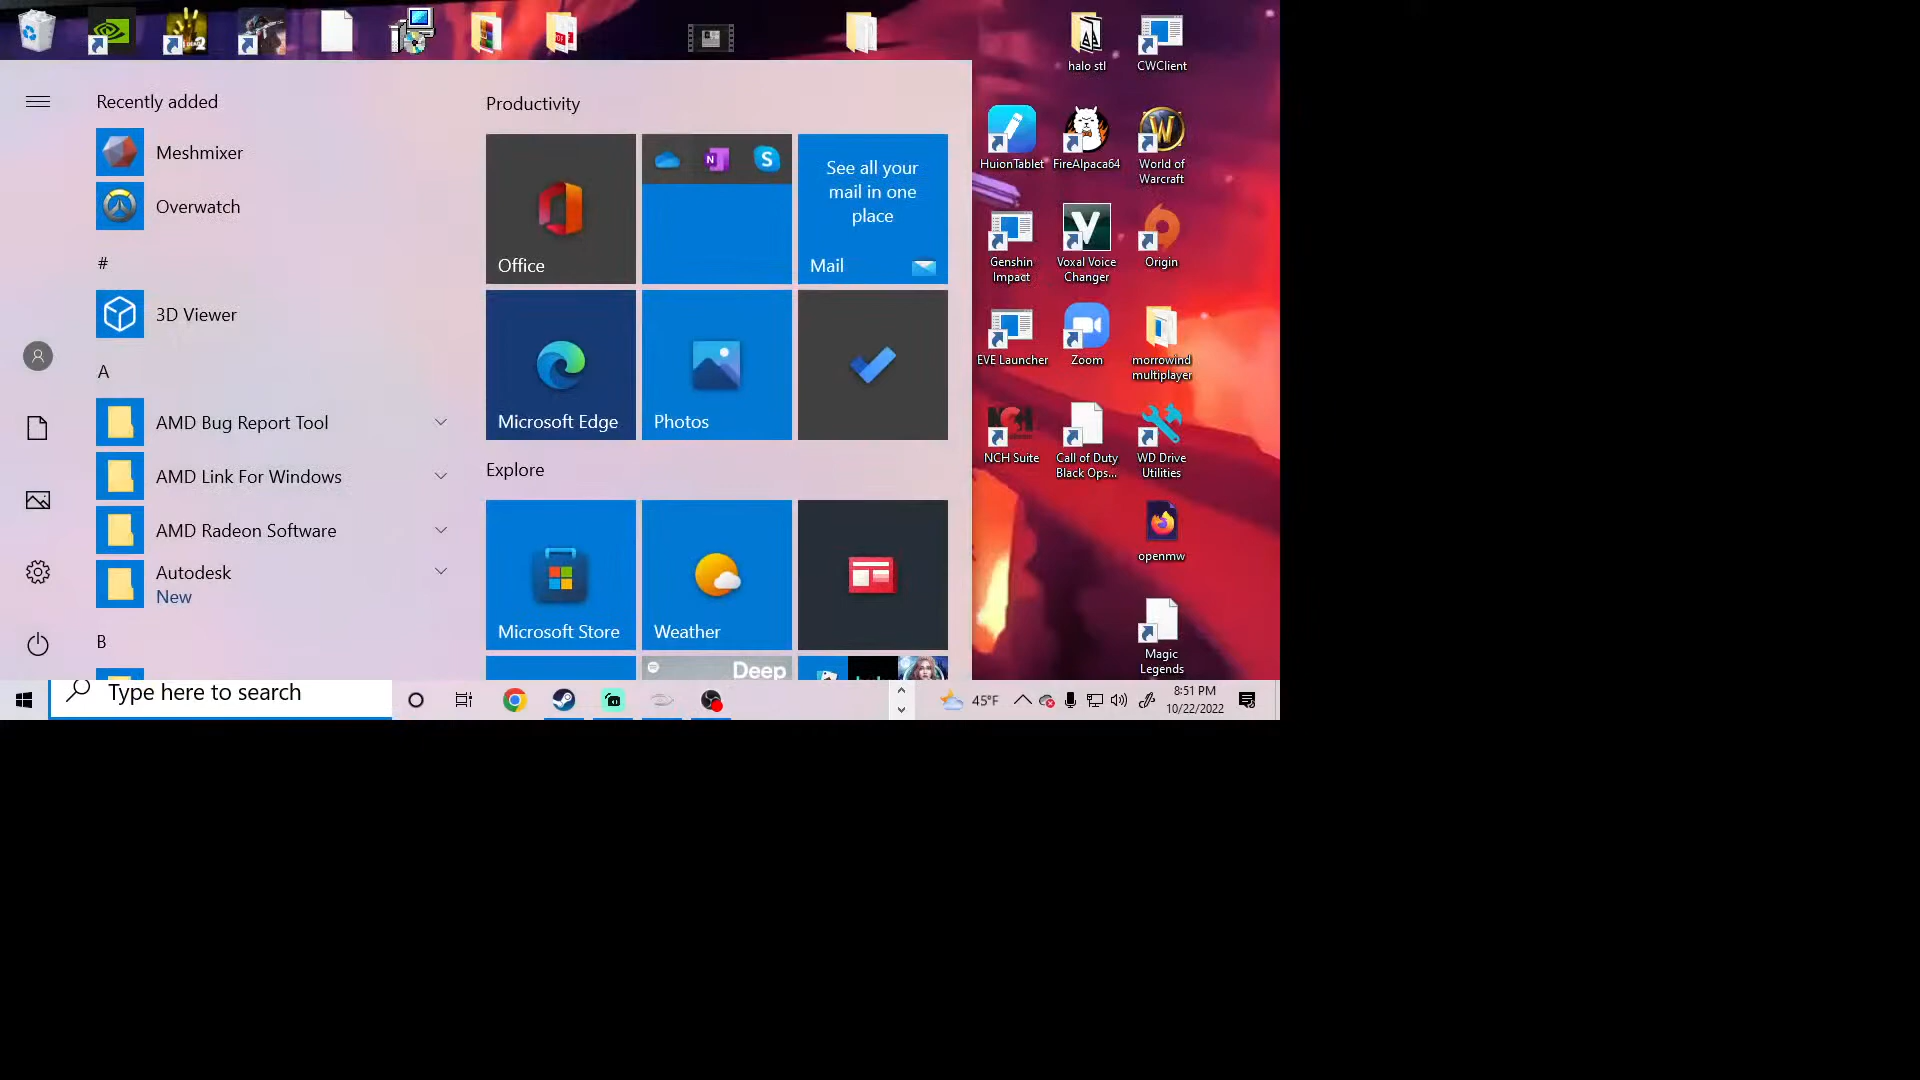 halo stl
CWClient
Recently added
Meshmixer
Overwatch
#
3D Viewer
A
AMD Bug Report Tool
AMD Link For Windows
AMD Radeon Software
Autodesk
New
B
Productivity
Office
See all your
mail in one
place
Mail
Microsoft Edge
Photos
Explore
Microsoft Store
Weather
Deep
HuionTablet
FireAlpaca64
World of
Warcraft
Genshin
Impact
Voxal Voice
Changer
Origin
EVE Launcher
Zoom
morrowind
multiplayer
NCH Suite
Call of Duty
Black Ops...
WD Drive
Utilities
openmw
Magic
Legends
Type here to search
45°F
8:51 PM
10/22/2022